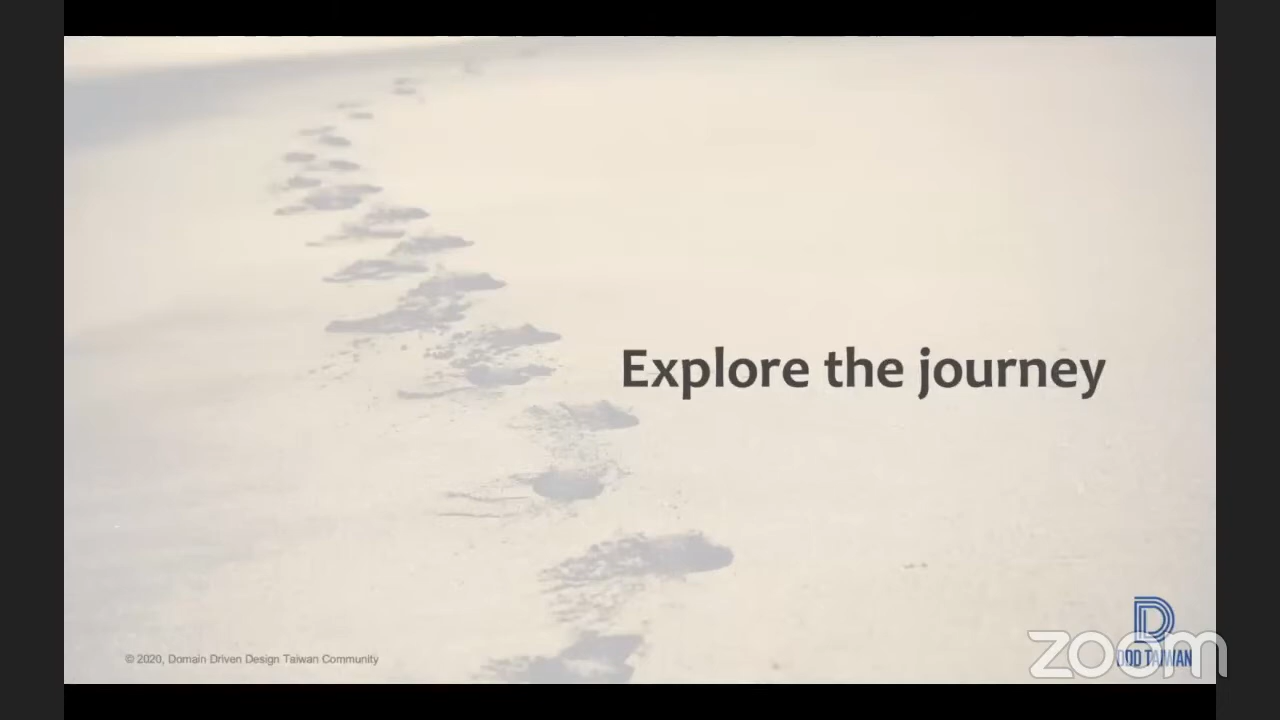 Explore the journey
© 2020, Domain Driven Design Taiwan Community
DDD TAIWAN
zoom